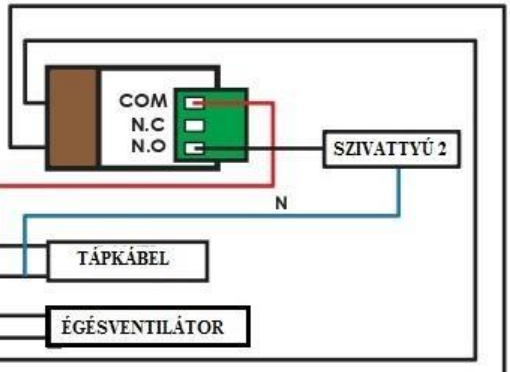 COM
N.C
N.O
SZIVATTYÚ 2
N
TÁPKÁBEL
ÉGÉSVENTILÁTOR